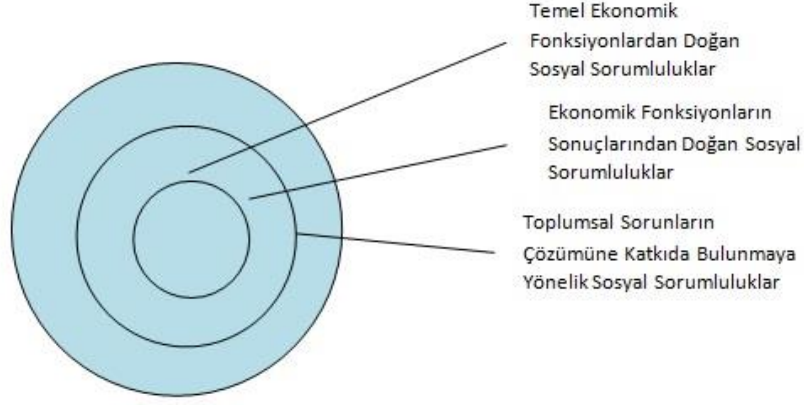 Temel Ekonomik
Fonksiyonlardan Doğan
Sosyal Sorumluluklar
Ekonomik Fonksiyonların
Sonuçlarından Doğan Sosyal
Sorumluluklar
Toplumsal Sorunların
Çözümüne Katkıda Bulunmaya
Yönelik Sosyal Sorumluluklar